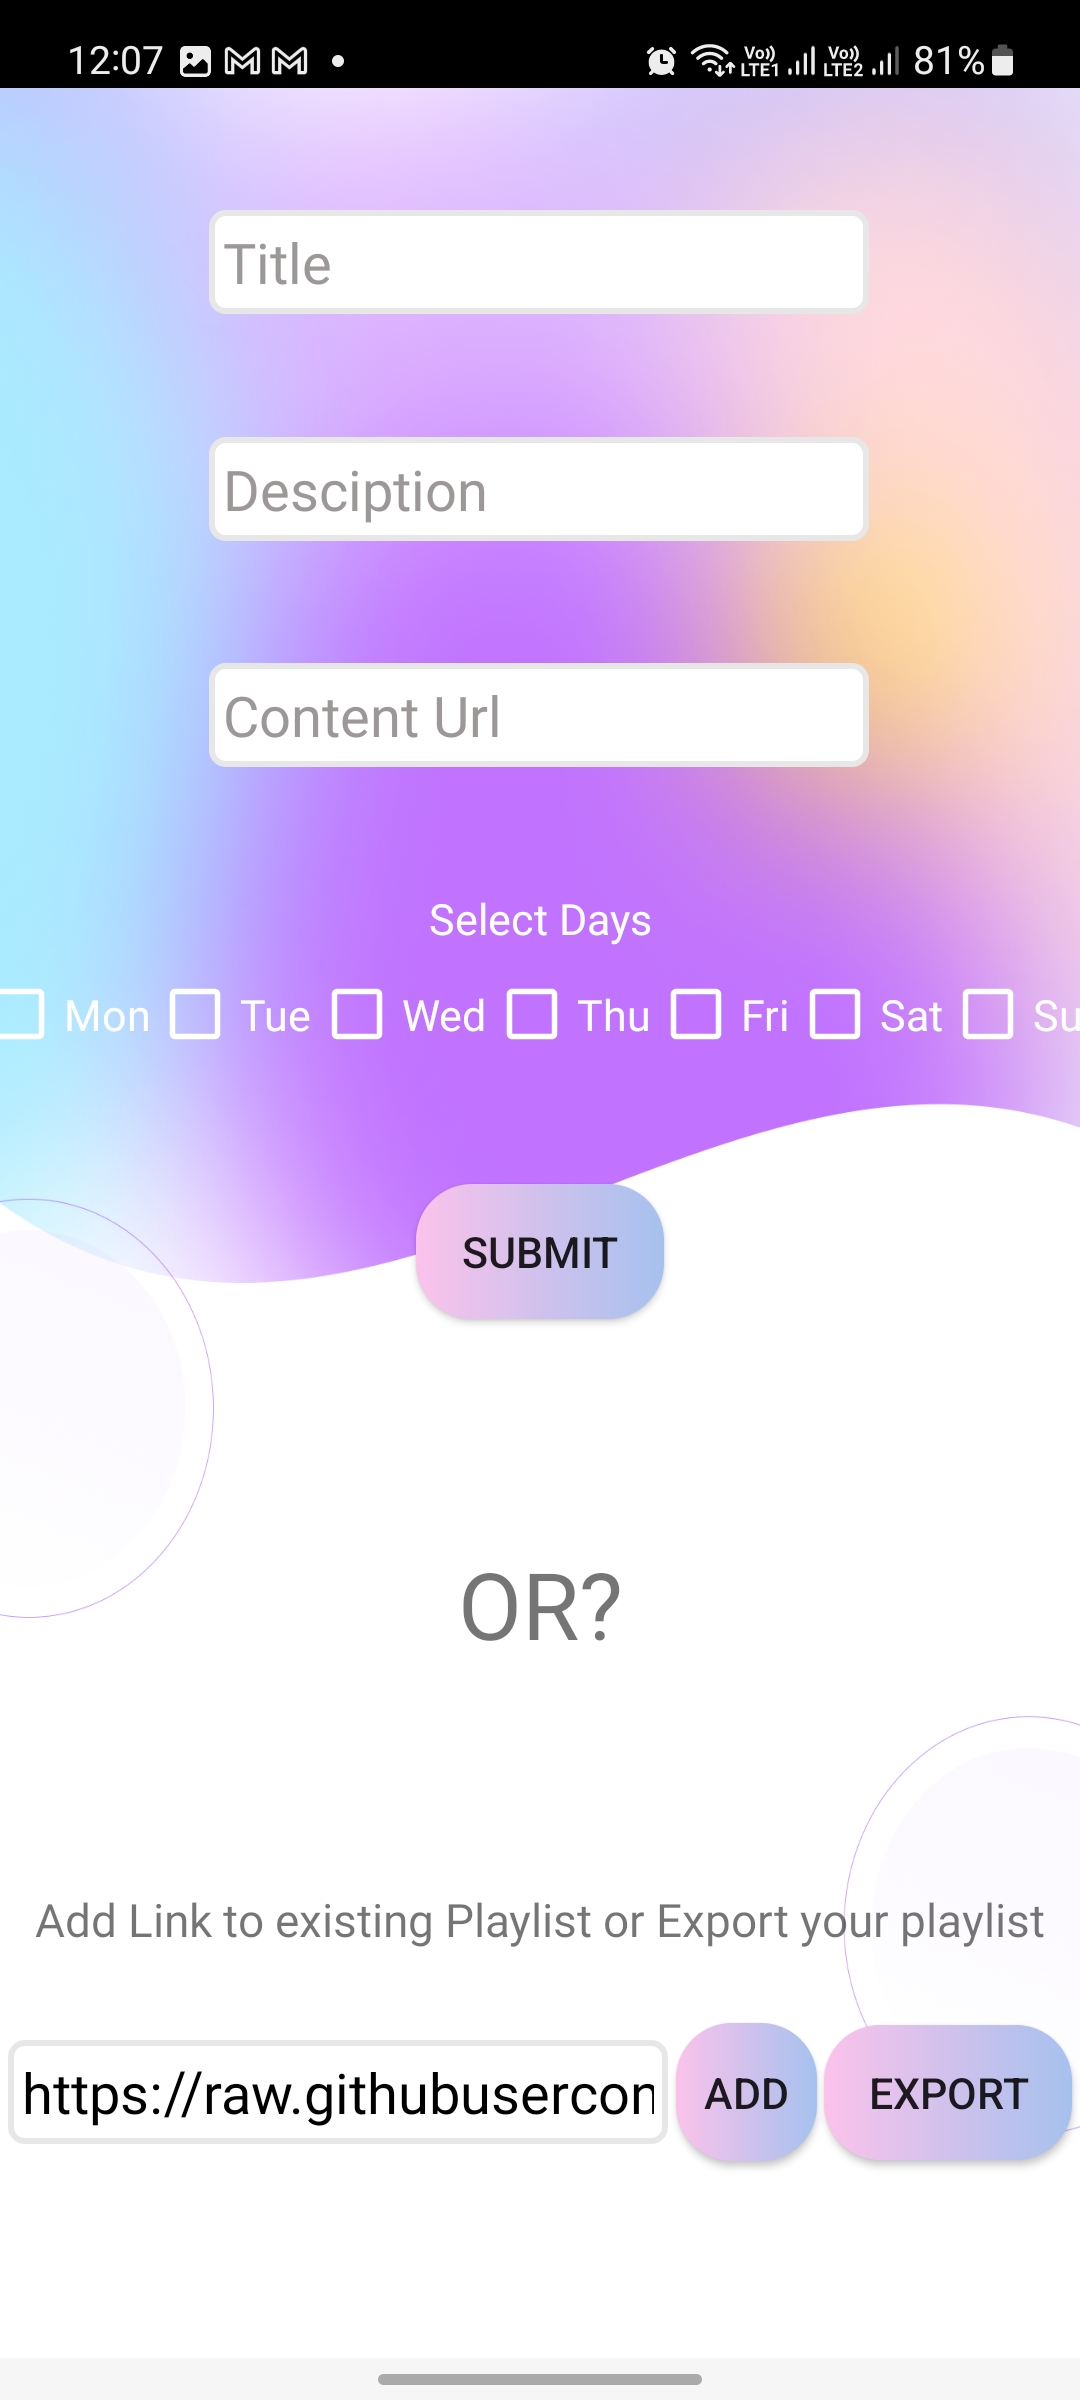 12:07 Vo)) LTE1 Vo)) LTE2 81%
Title
Desciption
Content Url
Select Days
Mon Tue Wed Thu Fri Sat Su
SUBMIT
OR?
Add Link to existing Playlist or Export your playlist
https://raw.githubusercon ADD EXPORT